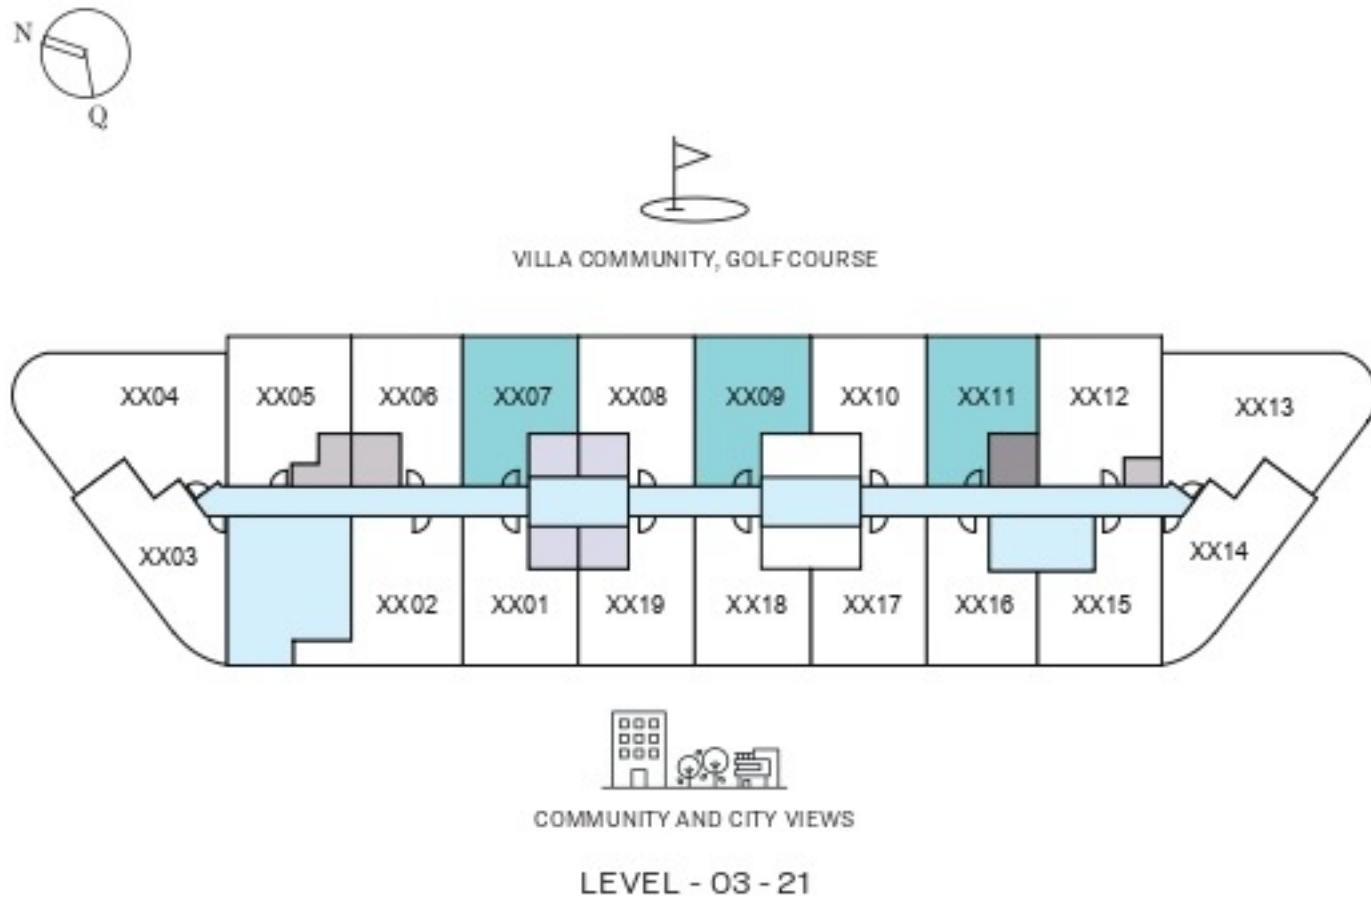 N
Q
VILLA COMMUNITY, GOLF COURSE
XX04 XX05 XX06 XX07 XX08 XX09 XX10 XX11 XX12 XX13
XX03 XX14
XX02 XX01 XX19 XX18 XX17 XX16 XX15
COMMUNITY AND CITY VIEWS
LEVEL - 03 - 21